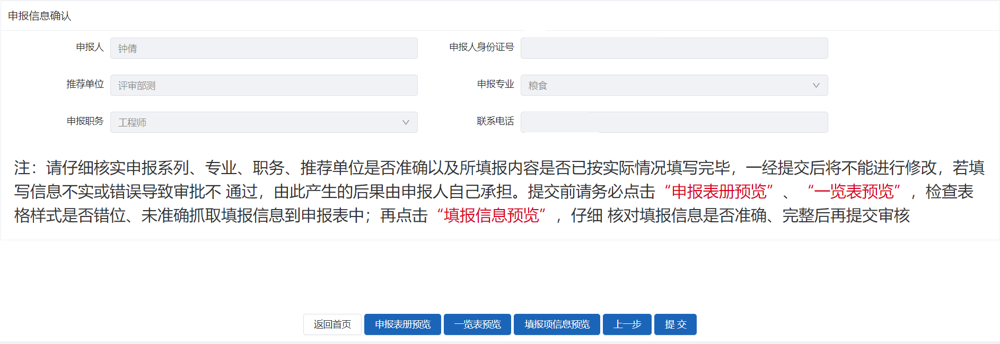 申报信息确认
申报人 钟倩 申报人身份证号
推荐单位 评审部测 申报专业 粮食
申报职务 工程师 联系电话
注：请仔细核实申报系列、专业、职务、推荐单位是否准确以及所填报内容是否已按实际情况填写完毕，一经提交后将不能进行修改，若填
写信息不实或错误导致审批不 通过，由此产生的后果由申报人自己承担。提交前请务必点击“申报表册预览”、“一览表预览”，检查表
格样式是否错位、未准确抓取填报信息到申报表中；再点击“填报信息预览”，仔细 核对填报信息是否准确、完整后再提交审核
返回首页 申报表册预览 一览表预览 填报项信息预览 上一步 提 交